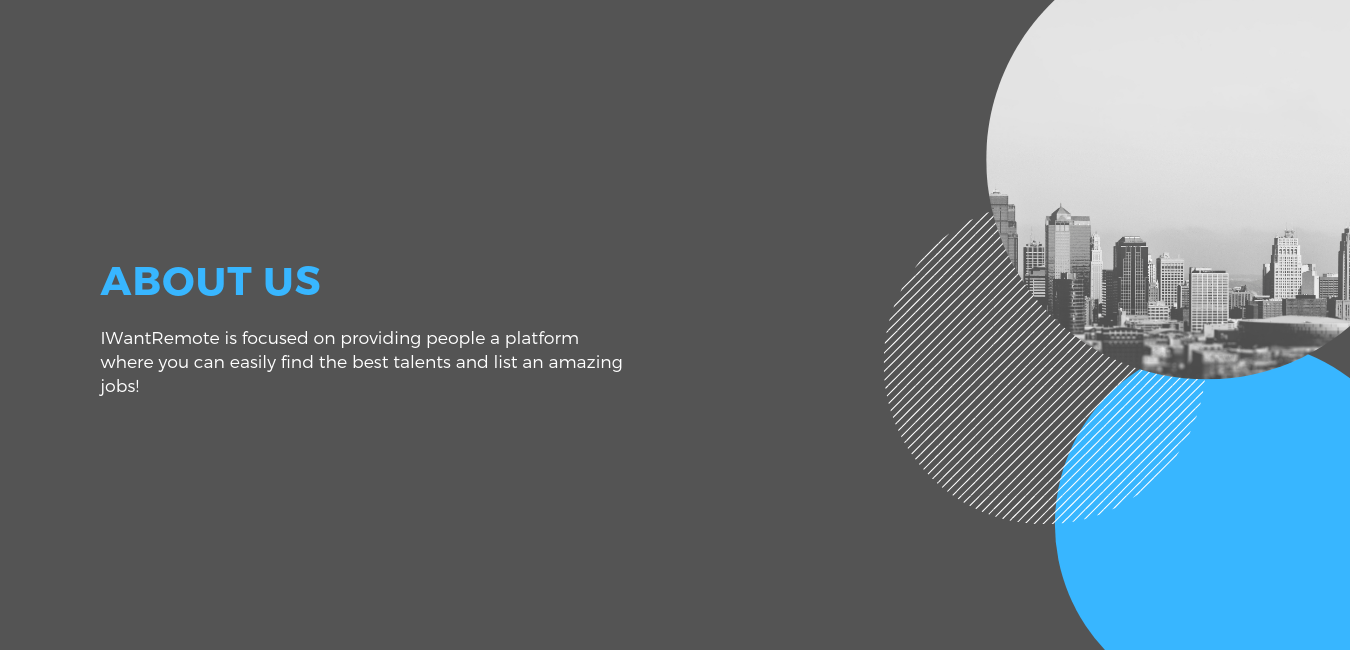 ABOUT US
IWantRemote is focused on providing people a platform
where you can easily find the best talents and list an amazing
jobs!